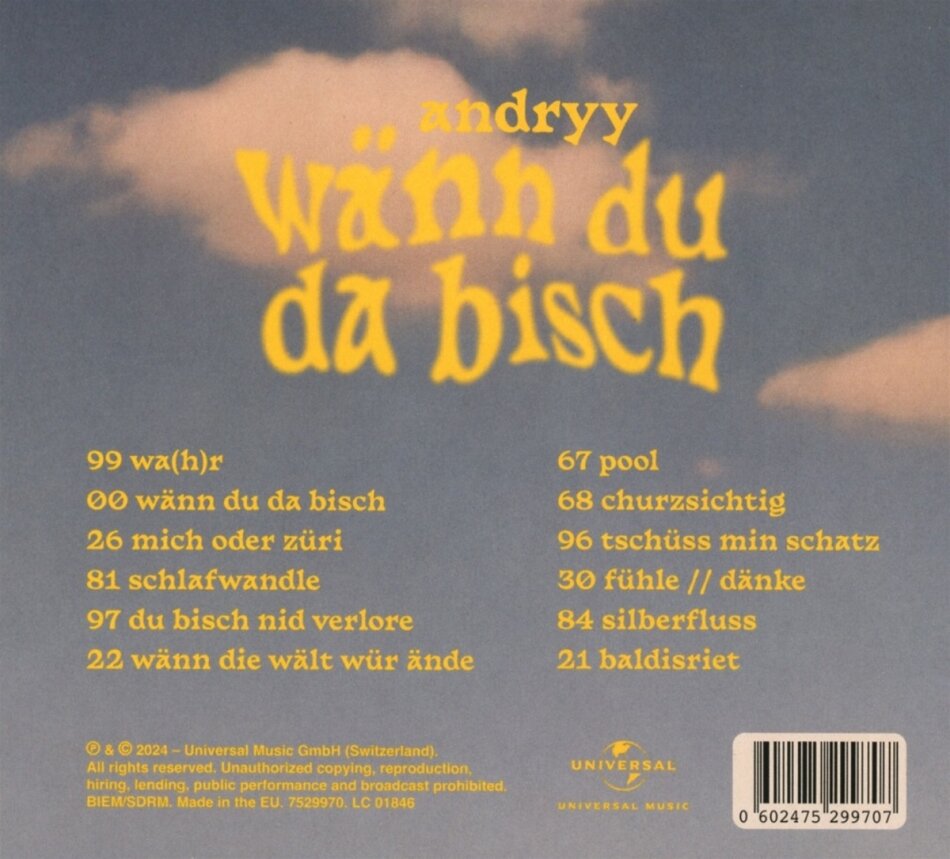 andryy
wänn du
da bisch
99 wa(h)r
00 wänn du da bisch
26 mich oder züri
81 schlafwandle
97 du bisch nid verlore
22 wänn die wält wür ände
67 pool
68 churzsichtig
96 tschüss min schatz
30 fühle // dänke
84 silberfluss
21 baldisriet
℗ & © 2024 – Universal Music GmbH (Switzerland).
All rights reserved. Unauthorized copying, reproduction,
hiring, lending, public performance and broadcast prohibited.
BIEM/SDRM. Made in the EU. 7529970. LC 01846
UNIVERSAL
UNIVERSAL MUSIC
0 602475 299707